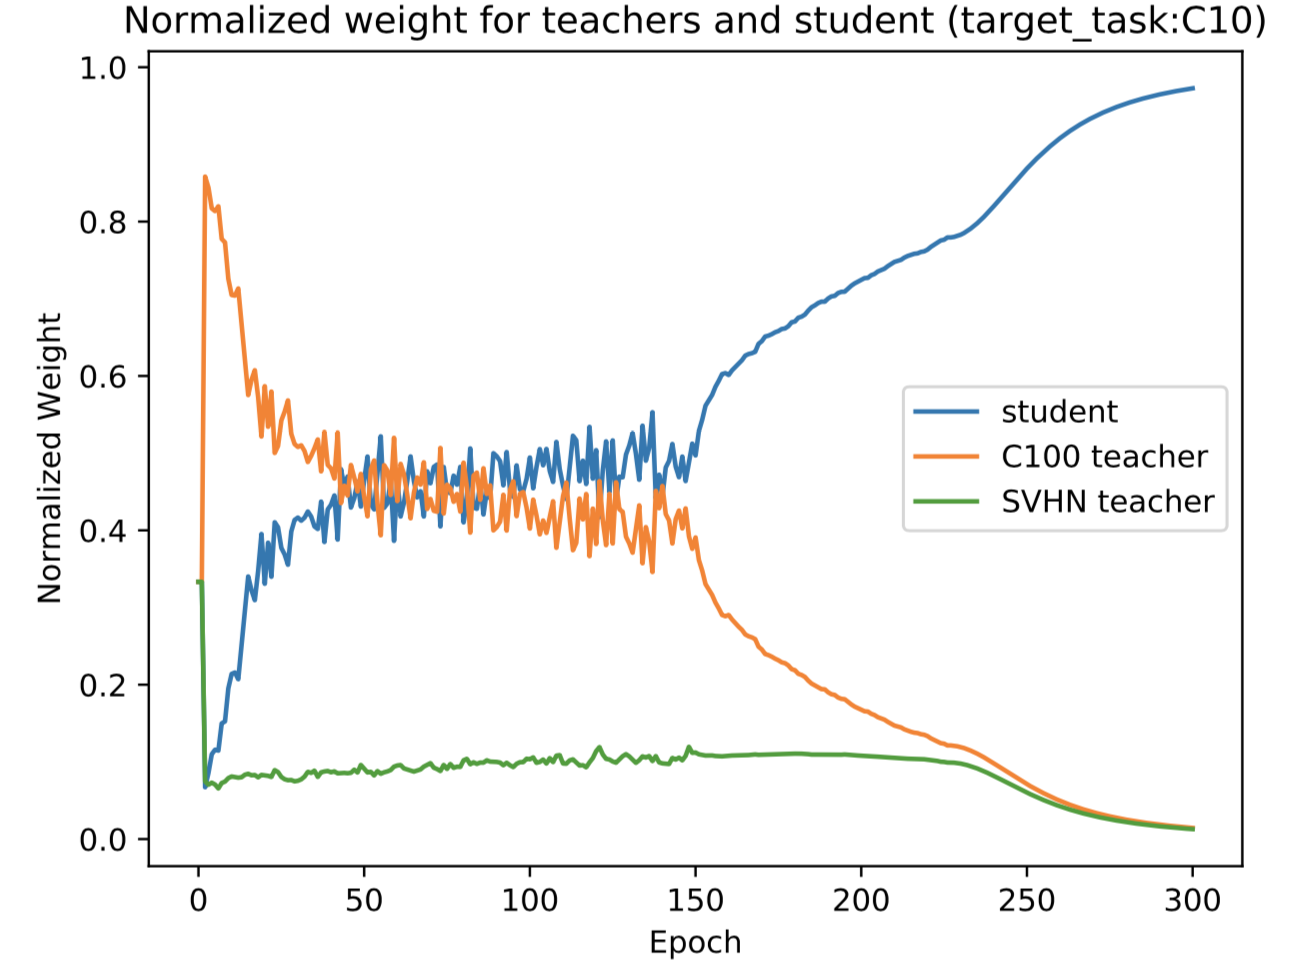 Normalized weight for teachers and student (target_task:C10)
1.0
0.8
0.6
0.4
0.2
0.0
Normalized Weight
student
C100 teacher
SVHN teacher
0 50 100 150 200 250 300
Epoch